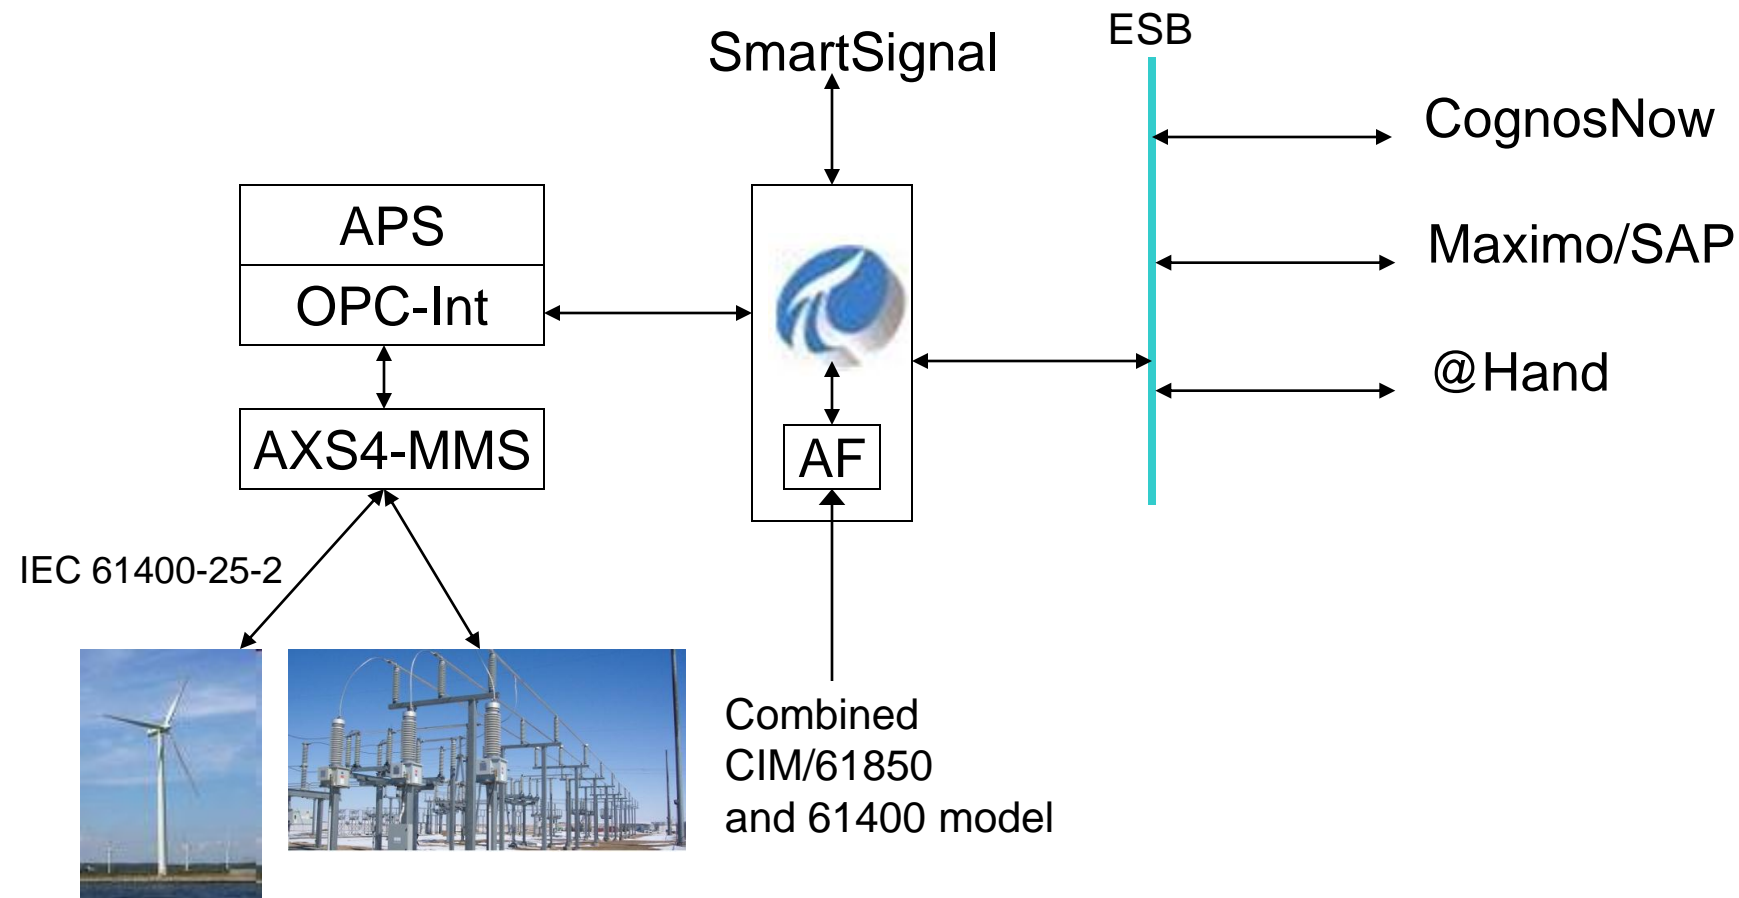 ESB
SmartSignal
CognosNow
APS
Maximo/SAP
OPC-Int
@Hand
AXS4-MMS
AF
IEC 61400-25-2
Combined
CIM/61850
and 61400 model